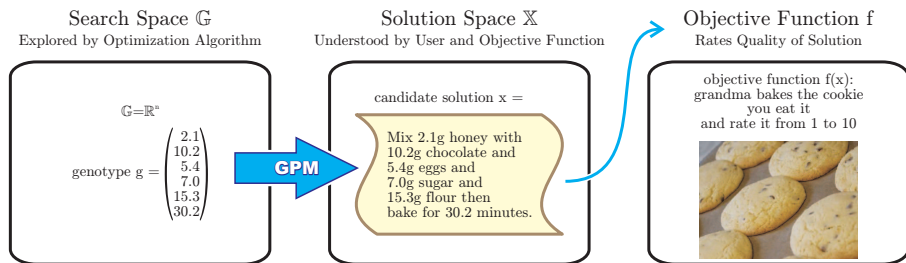 Search Space 𝔾
Explored by Optimization Algorithm
𝔾=ℝⁿ
genotype g =
2.1
10.2
5.4
7.0
15.3
30.2
GPM
Solution Space 𝕏
Understood by User and Objective Function
candidate solution x =
Mix 2.1g honey with
10.2g chocolate and
5.4g eggs and
7.0g sugar and
15.3g flour then
bake for 30.2 minutes.
Objective Function f
Rates Quality of Solution
objective function f(x):
grandma bakes the cookie
you eat it
and rate it from 1 to 10